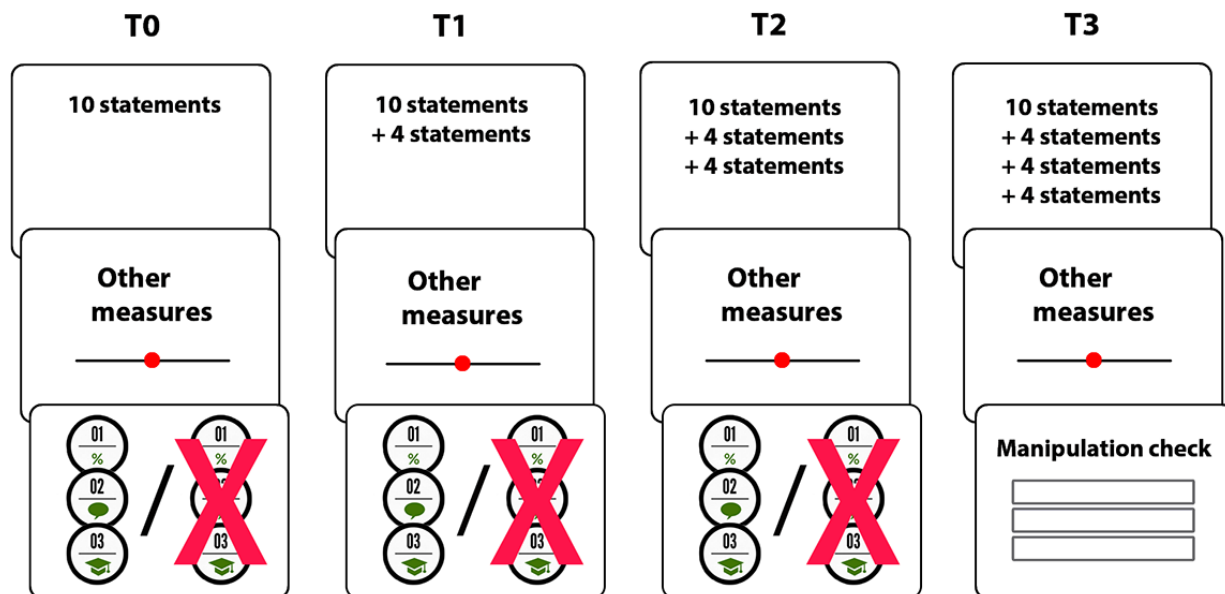 T0
10 statements
Other
measures
01
%
02
03
/
01
%
03
T1
10 statements
+ 4 statements
Other
measures
01
%
02
03
/
01
%
03
T2
10 statements
+ 4 statements
+ 4 statements
Other
measures
01
%
02
03
/
01
%
03
T3
10 statements
+ 4 statements
+ 4 statements
+ 4 statements
Other
measures
Manipulation check